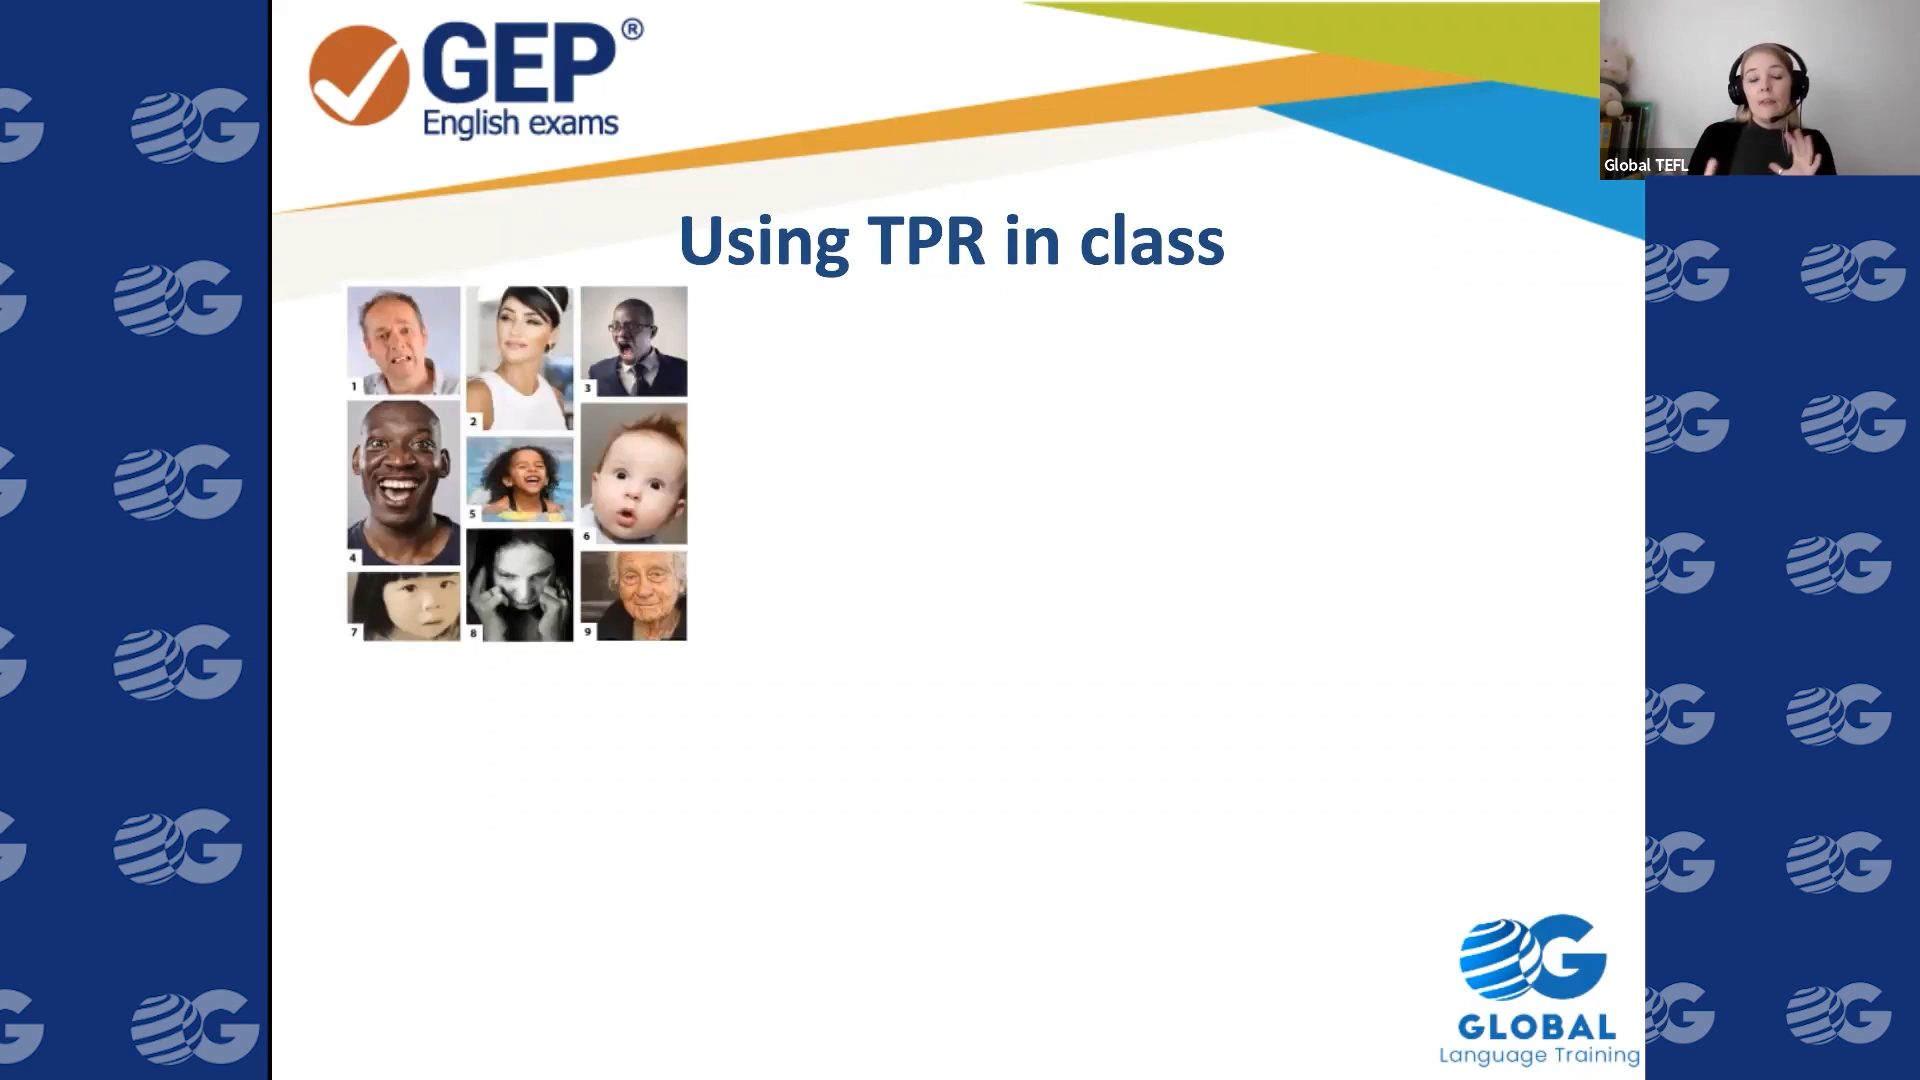 GEP®
English exams
Global TEFL
Using TPR in class
1
2
3
4
5
6
7
8
9
GLOBAL
Language Training